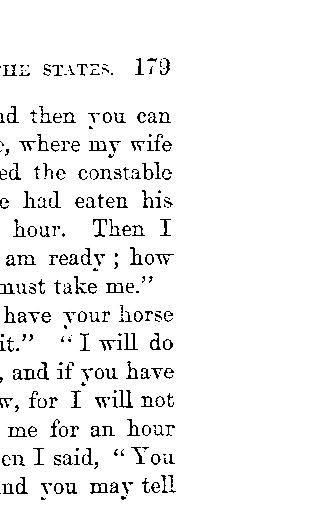 THE STATES. 179
nd then you can
e, where my wife
ed the constable
e had eaten his
hour. Then I
am ready ; how
must take me."
have your horse
it." " I will do
, and if you have
w, for I will not
me for an hour
en I said, " You
and you may tell